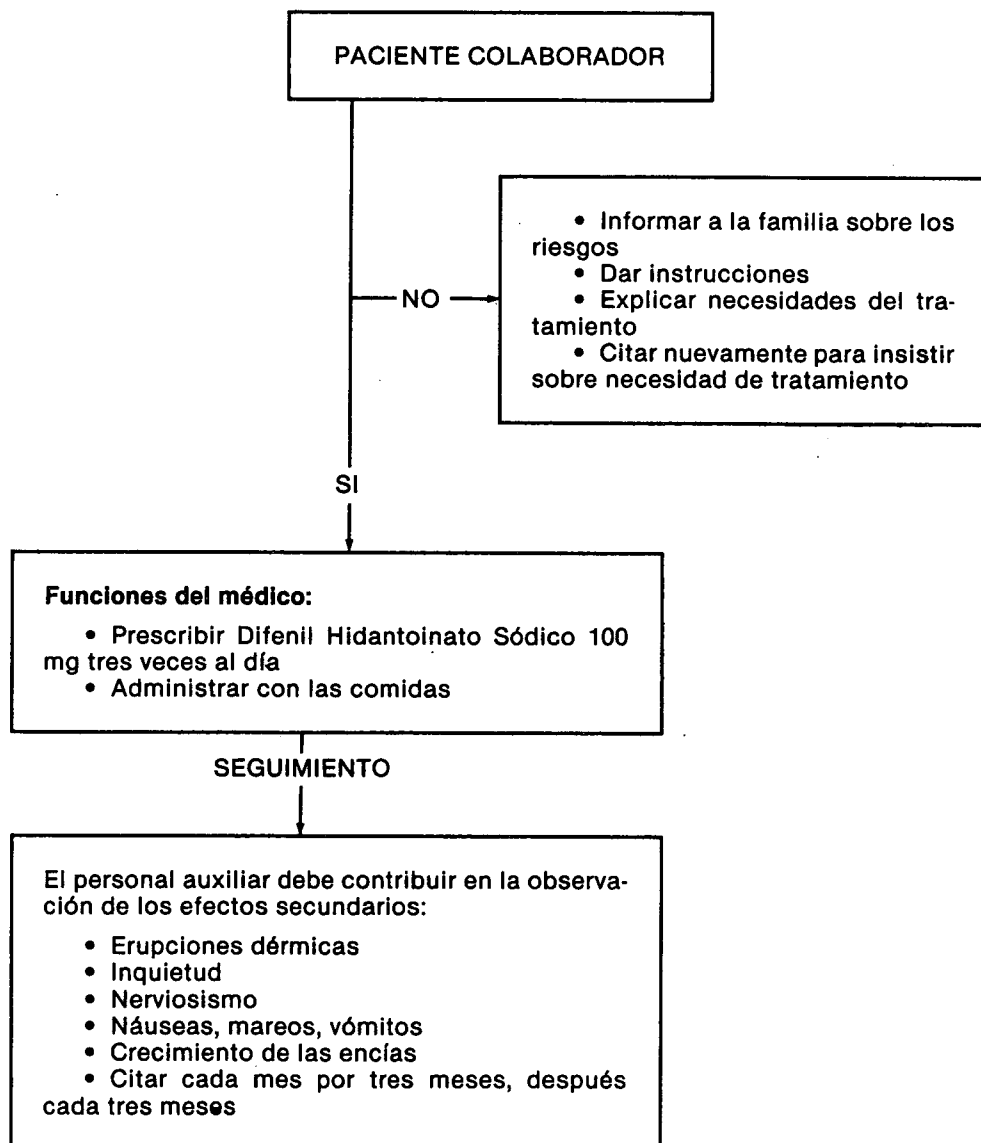 PACIENTE COLABORADOR
• Informar a la familia sobre los
riesgos
• Dar instrucciones
• Explicar necesidades del tra-
tamiento
• Citar nuevamente para insistir
sobre necesidad de tratamiento
NO
SI
Funciones del médico:
• Prescribir Difenil Hidantoinato Sódico 100
mg tres veces al día
• Administrar con las comidas
SEGUIMIENTO
El personal auxiliar debe contribuir en la observa-
ción de los efectos secundarios:
• Erupciones dérmicas
• Inquietud
• Nerviosismo
• Náuseas, mareos, vómitos
• Crecimiento de las encías
• Citar cada mes por tres meses, después
cada tres meses